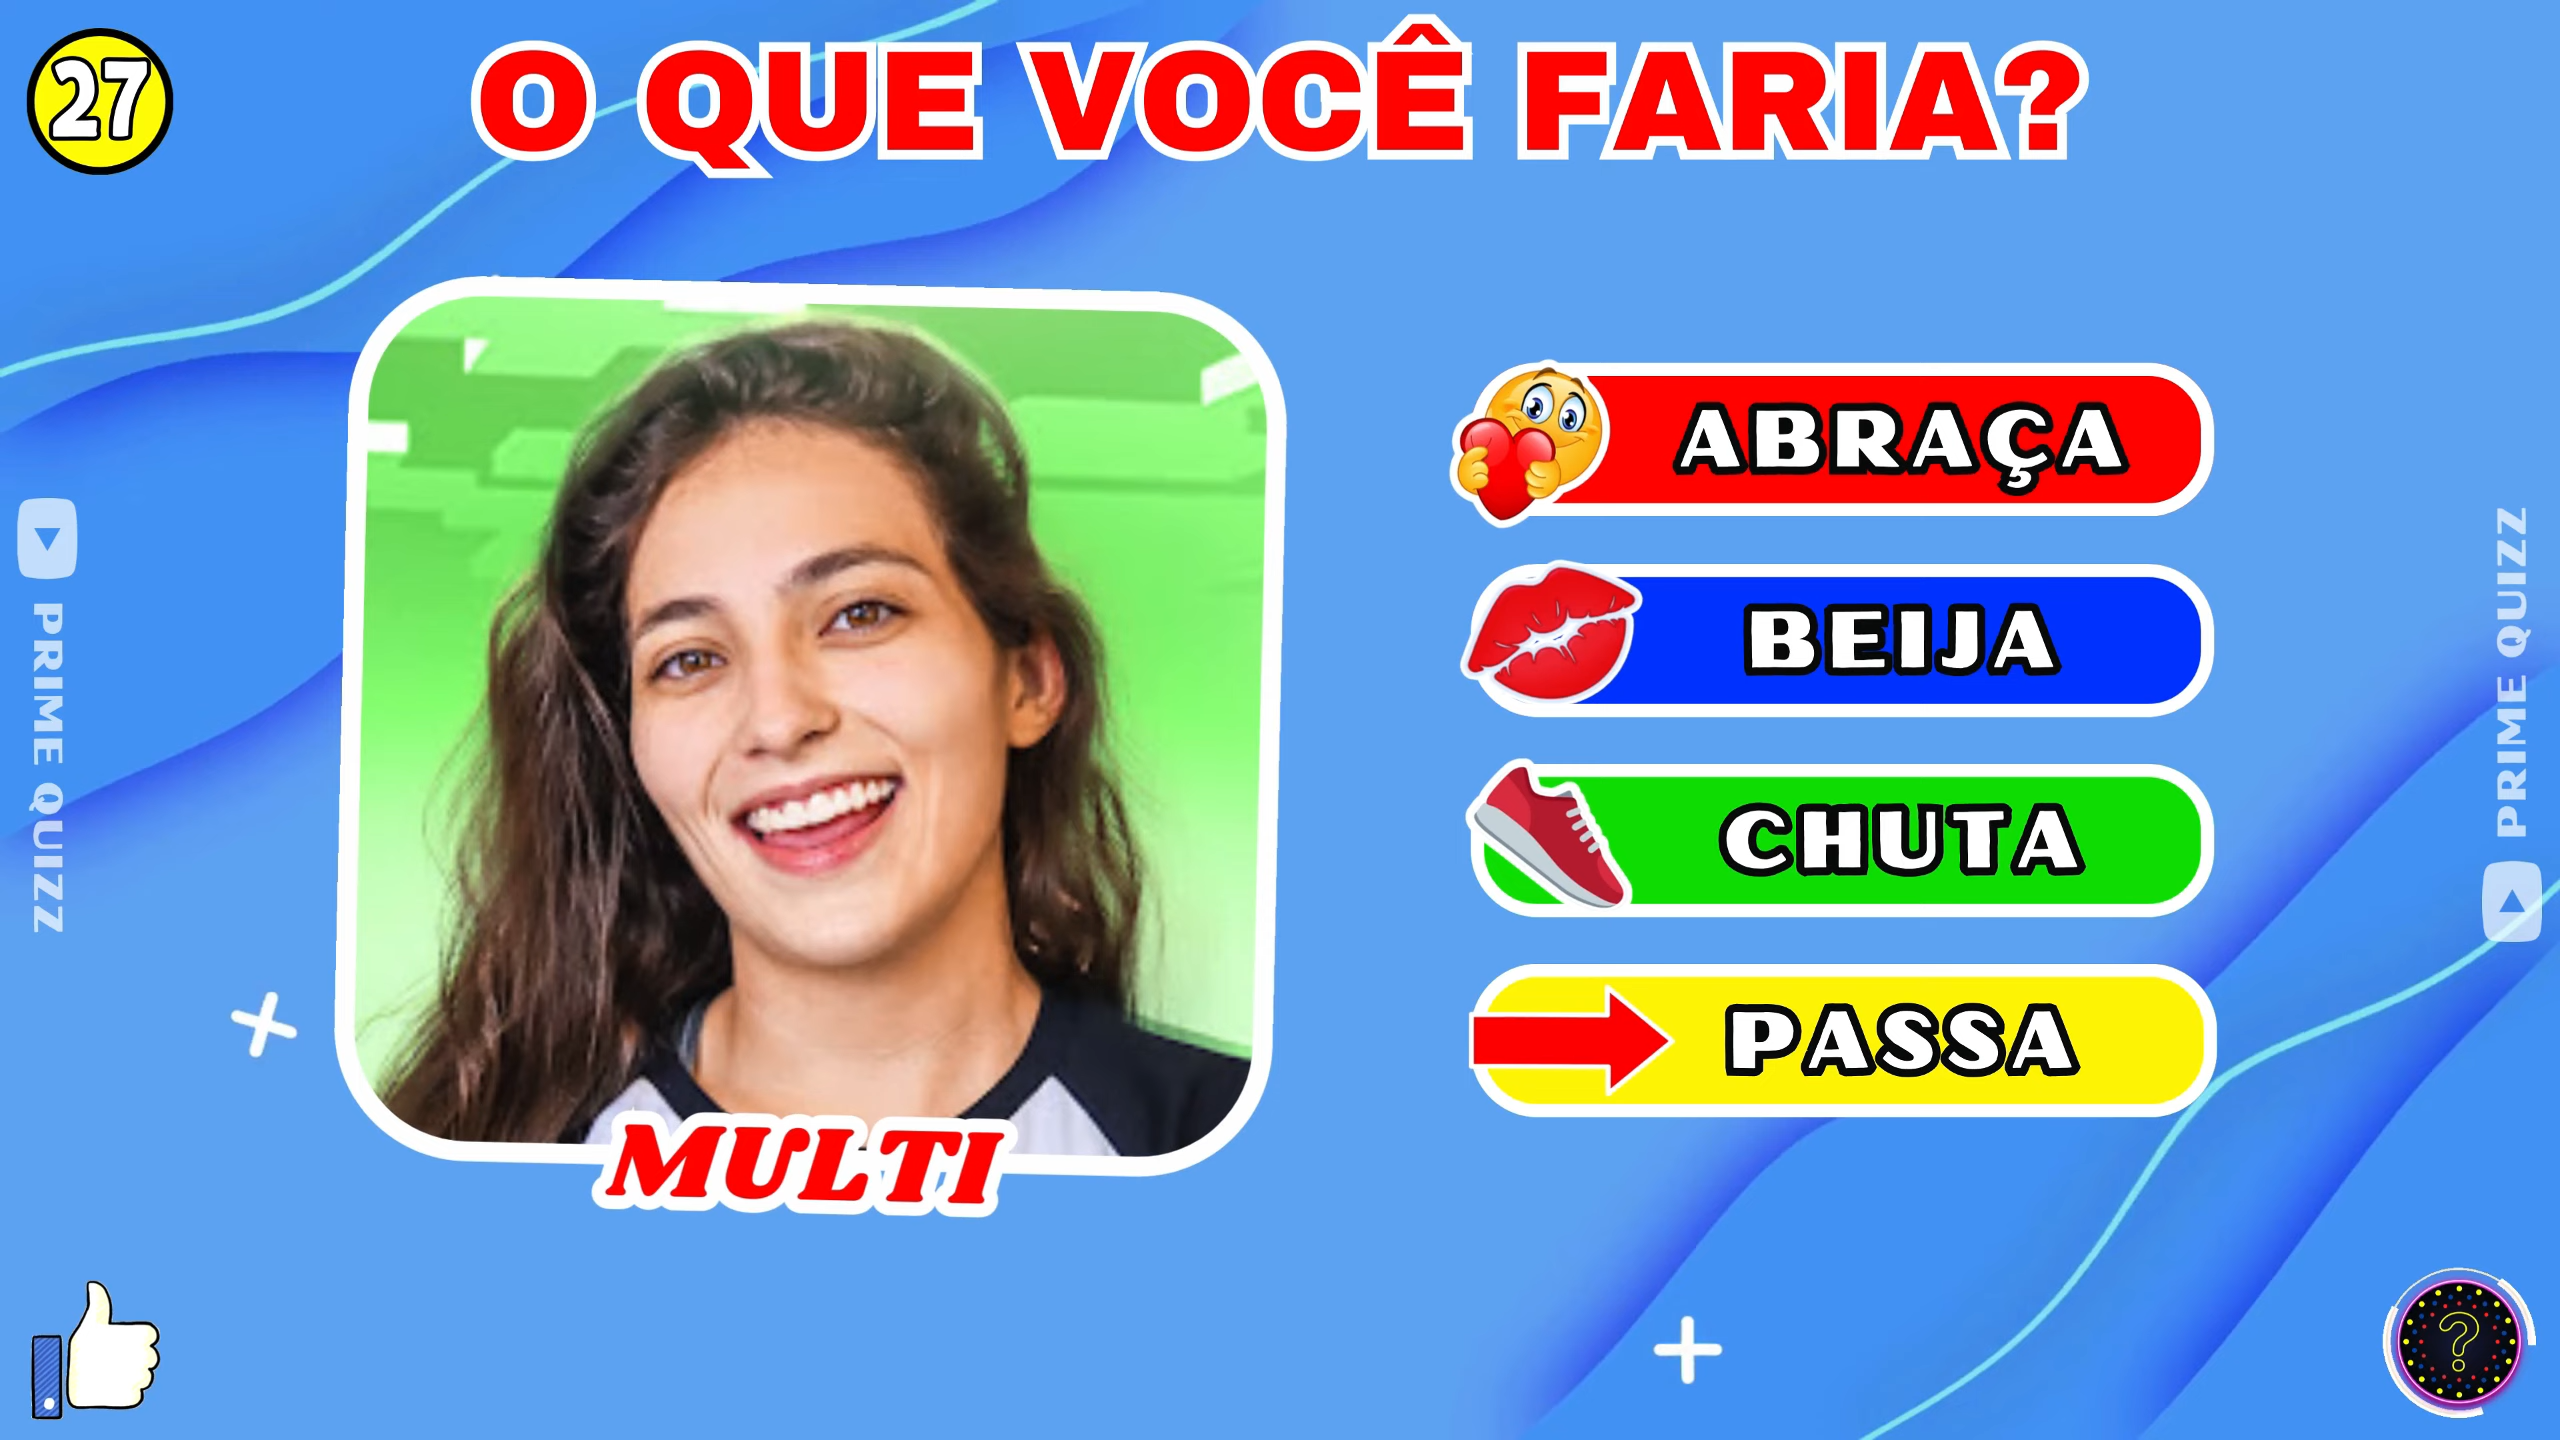 27
O QUE VOCÊ FARIA?
ABRAÇA
BEIJA
CHUTA
PASSA
MULTI
PRIME QUIZZ
PRIME QUIZZ
?